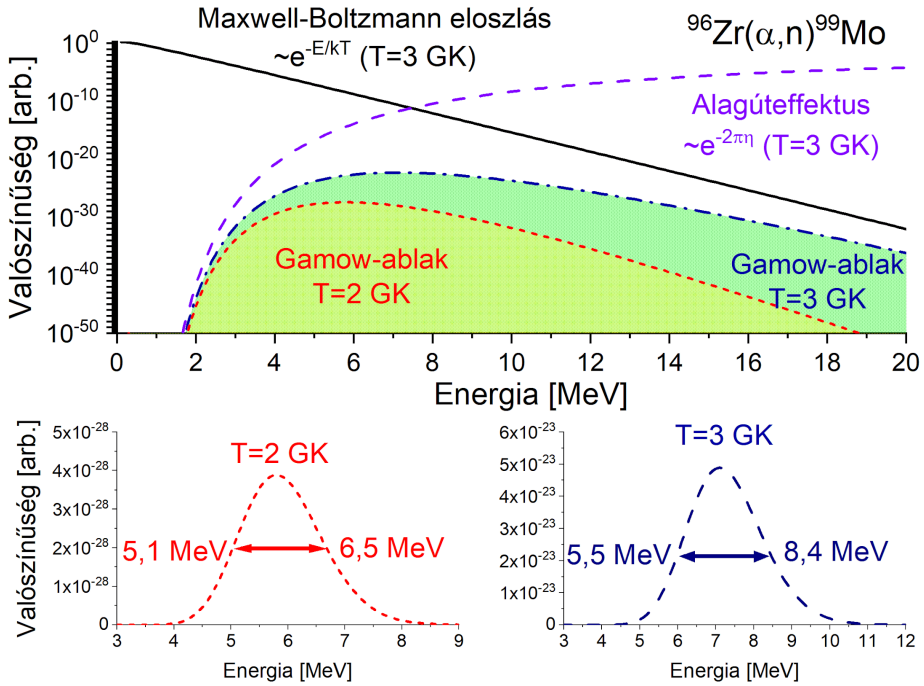 Maxwell-Boltzmann eloszlás
~e^-E/kT (T=3 GK)
⁹⁶Zr(α,n)⁹⁹Mo
Valószínűség [arb.]
10⁰
10⁻¹⁰
10⁻²⁰
10⁻³⁰
10⁻⁴⁰
10⁻⁵⁰
Alagúteffektus
~e^-2πη (T=3 GK)
Gamow-ablak
T=2 GK
Gamow-ablak
T=3 GK
0 2 4 6 8 10 12 14 16 18 20
Energia [MeV]
Valószínűség [arb.]
5x10⁻²⁸
4x10⁻²⁸
3x10⁻²⁸
2x10⁻²⁸
1x10⁻²⁸
0
T=2 GK
5,1 MeV
6,5 MeV
3 4 5 6 7 8 9
Energia [MeV]
Valószínűség [arb.]
6x10⁻²³
5x10⁻²³
4x10⁻²³
3x10⁻²³
2x10⁻²³
1x10⁻²³
0
T=3 GK
5,5 MeV
8,4 MeV
3 4 5 6 7 8 9 10 11 12
Energia [MeV]